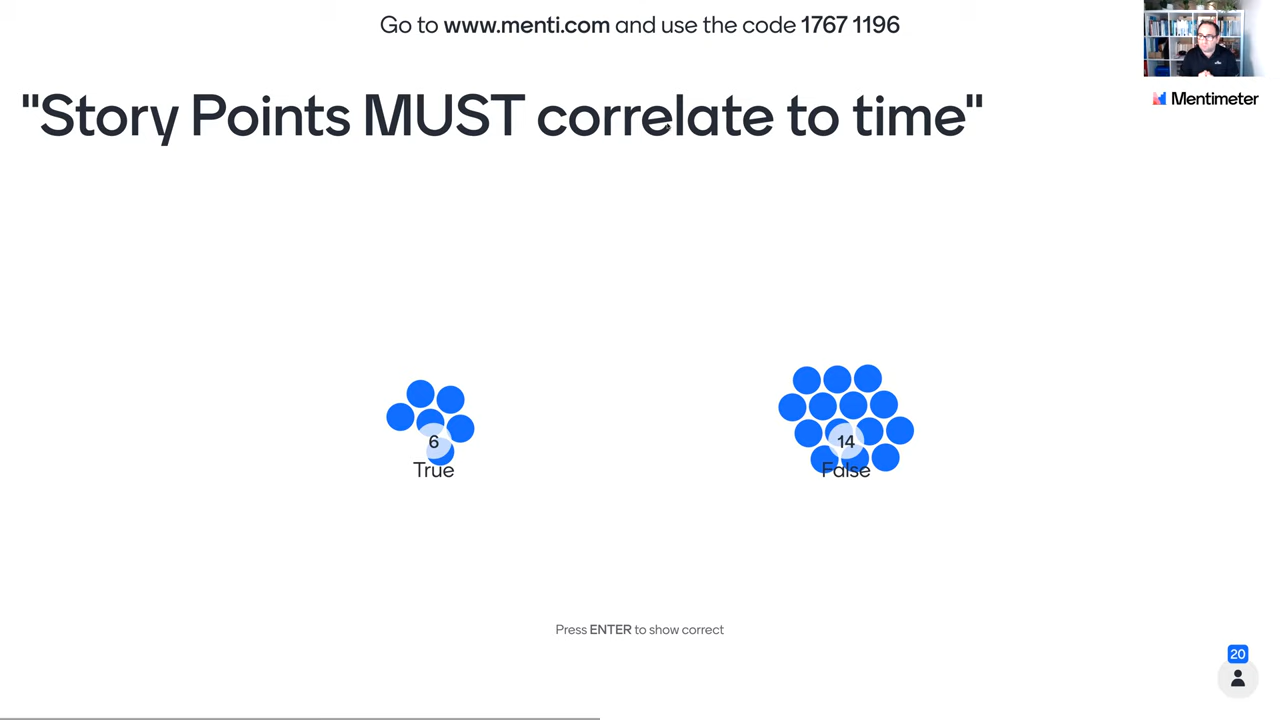 Go to www.menti.com and use the code 1767 1196
Mentimeter
"Story Points MUST correlate to time"
6
True
14
False
Press ENTER to show correct
20